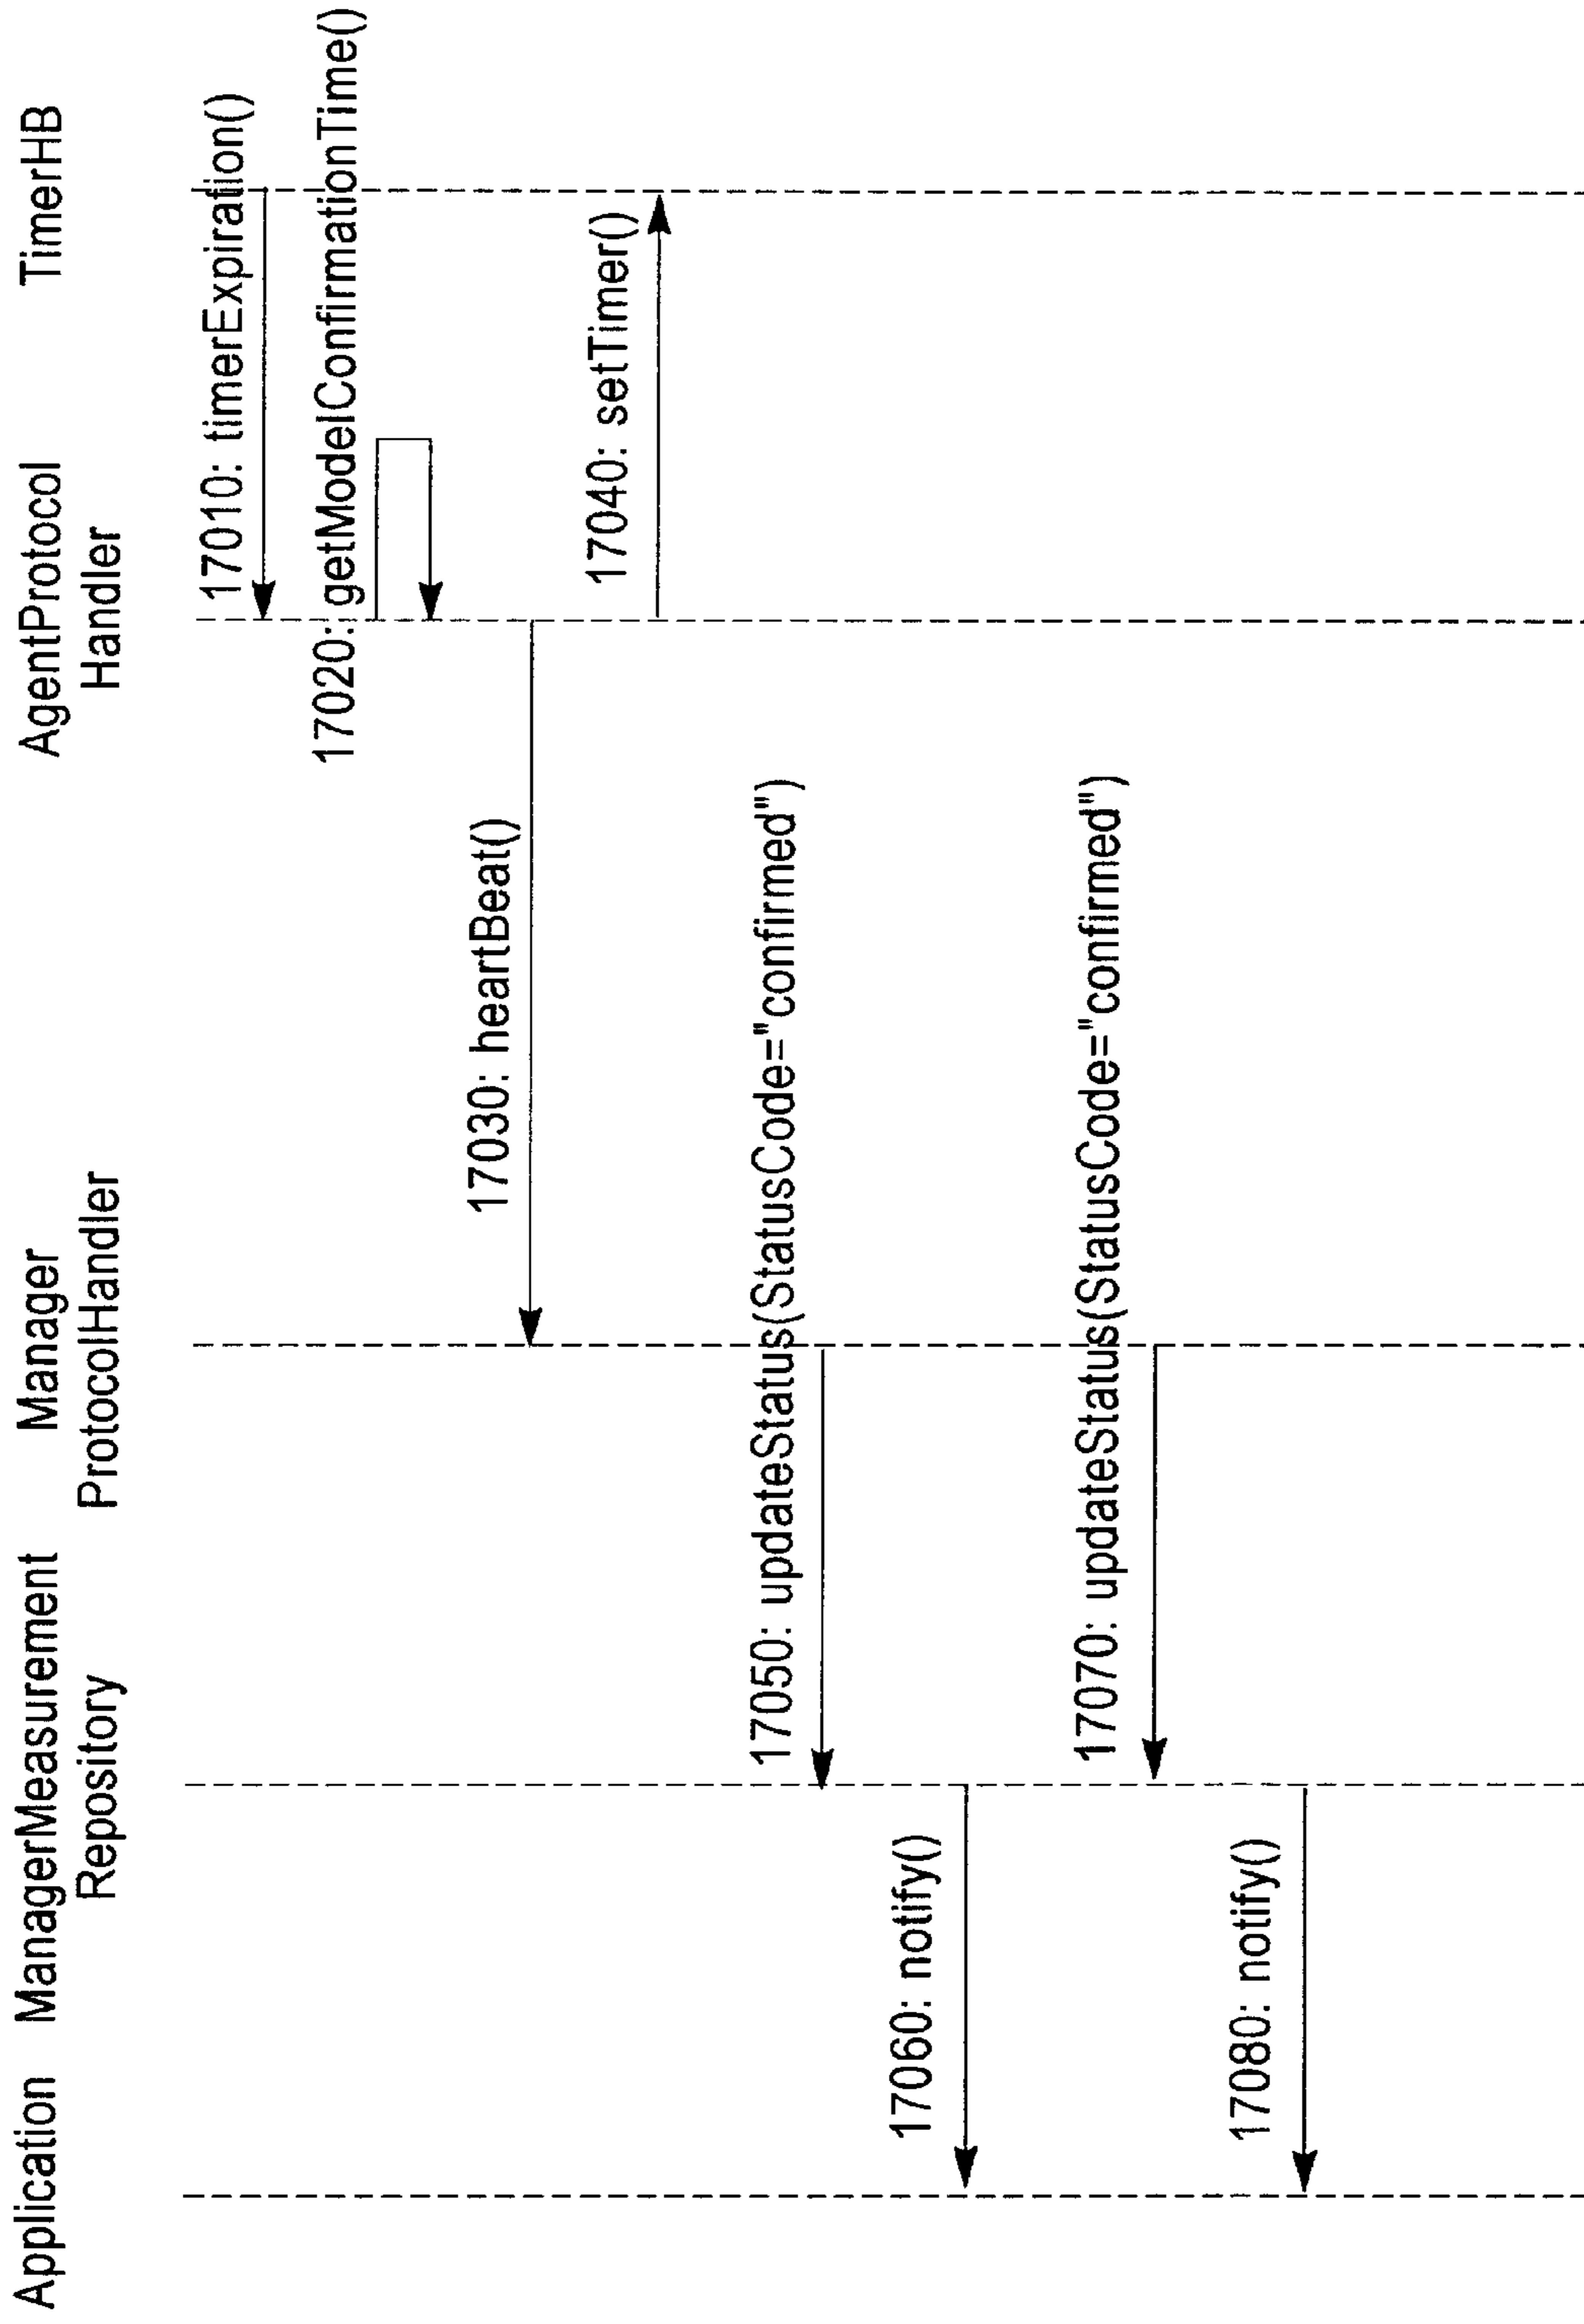 Application
ManagerMeasurement
Repository
Manager
ProtocolHandler
AgentProtocol
Handler
TimerHB
17010: timerExpiration()
17020: getModelConfirmationTime()
17030: heartBeat()
17040: setTimer()
17050: updateStatus(StatusCode="confirmed")
17060: notify()
17070: updateStatus(StatusCode="confirmed")
17080: notify()